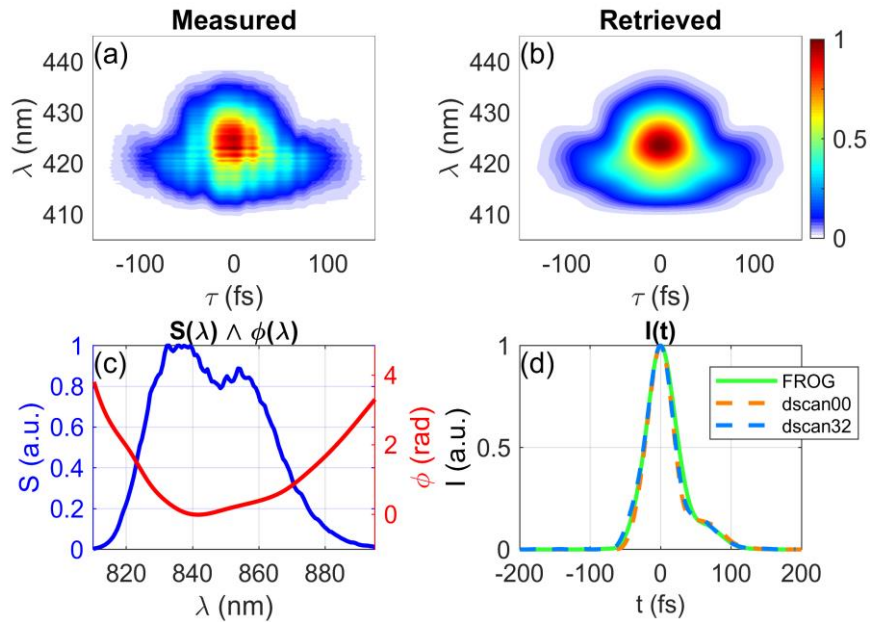 Measured
(a)
440
430
420
410
λ (nm)
-100 0 100
τ (fs)
Retrieved
(b)
440
430
420
410
λ (nm)
-100 0 100
τ (fs)
1
0.5
0
S(λ) ∧ ϕ(λ)
(c)
1
0.8
0.6
0.4
0.2
0
S (a.u.)
4
2
0
ϕ (rad)
820 840 860 880
λ (nm)
I(t)
(d)
1
0.5
0
I (a.u.)
FROG
dscan00
dscan32
-200 -100 0 100 200
t (fs)